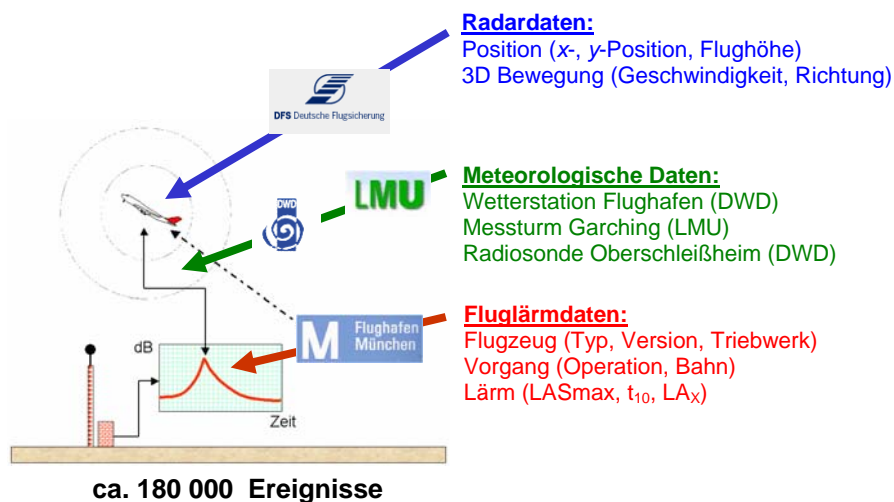 Radardaten:
Position (x-, y-Position, Flughöhe)
3D Bewegung (Geschwindigkeit, Richtung)
DFS Deutsche Flugsicherung
Meteorologische Daten:
Wetterstation Flughafen (DWD)
Messturm Garching (LMU)
Radiosonde Oberschleißheim (DWD)
LMU
DWD
Fluglärmdaten:
Flugzeug (Typ, Version, Triebwerk)
Vorgang (Operation, Bahn)
Lärm (LASmax, t₁₀, LAₓ)
M Flughafen
München
dB
Zeit
ca. 180 000 Ereignisse